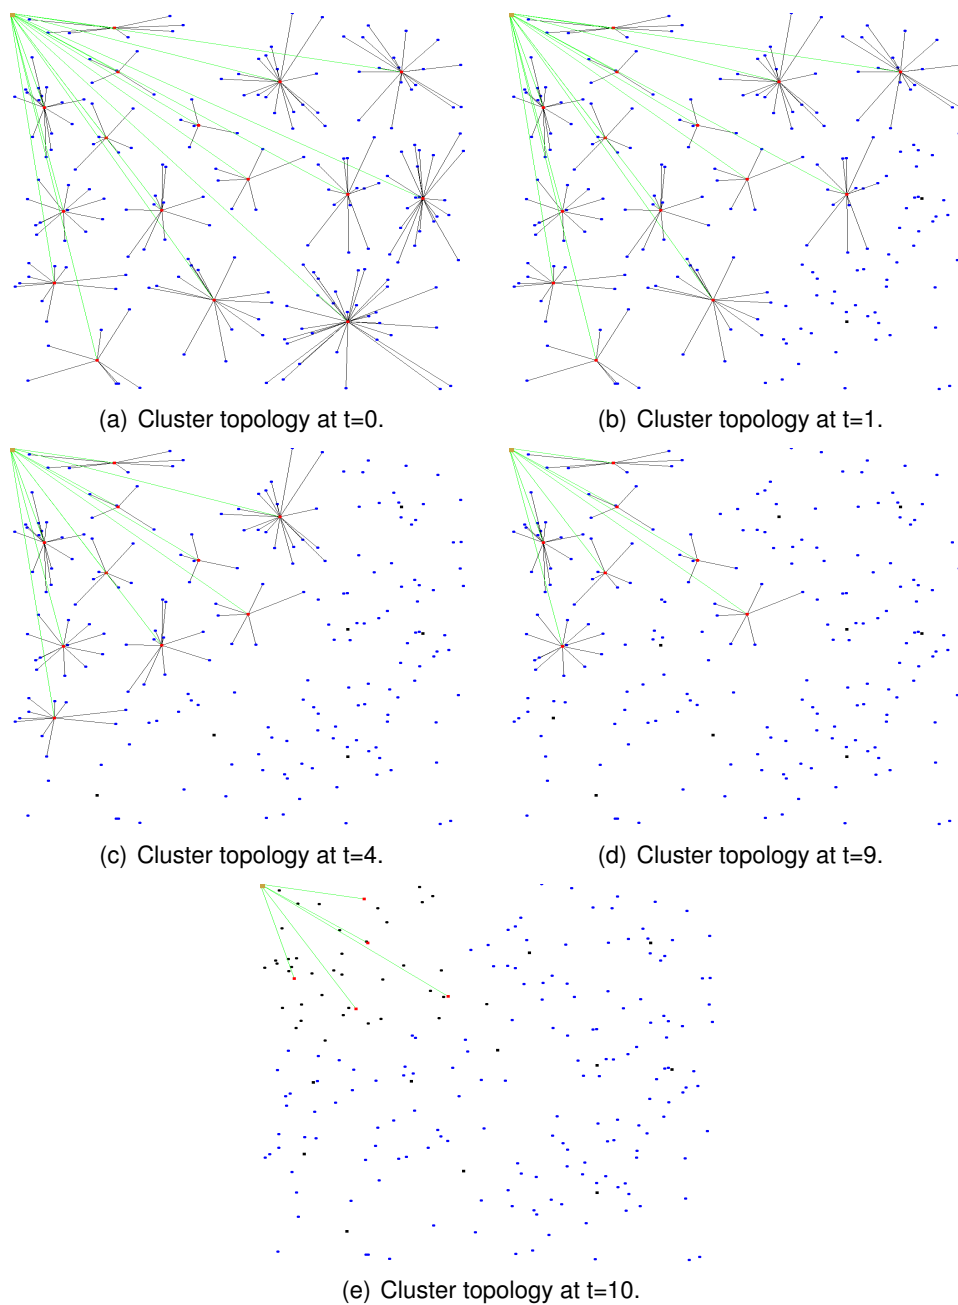 (a) Cluster topology at t=0.
(b) Cluster topology at t=1.
(c) Cluster topology at t=4.
(d) Cluster topology at t=9.
(e) Cluster topology at t=10.